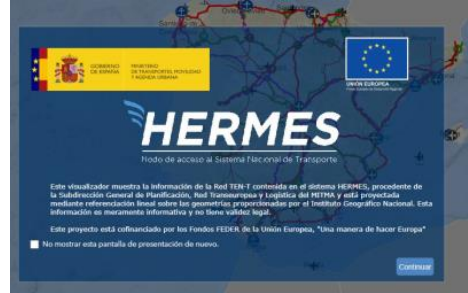 GOBIERNO
DE ESPAÑA
MINISTERIO
DE TRANSPORTES, MOVILIDAD
Y AGENDA URBANA
UNIÓN EUROPEA
HERMES
Nodo de acceso al Sistema Nacional de Transporte
Este visualizador muestra la información de la Red TEN-T contenida en el sistema HERMES, procedente de
la Subdirección General de Planificación, Red Transeuropea y Logística del MITMA y está proyectada
mediante referenciación lineal sobre las geometrías proporcionadas por el Instituto Geográfico Nacional. Esta
información es meramente informativa y no tiene validez legal.
Este proyecto está cofinanciado por los Fondos FEDER de la Unión Europea, "Una manera de hacer Europa"
No mostrar esta pantalla de presentación de nuevo.
Continuar